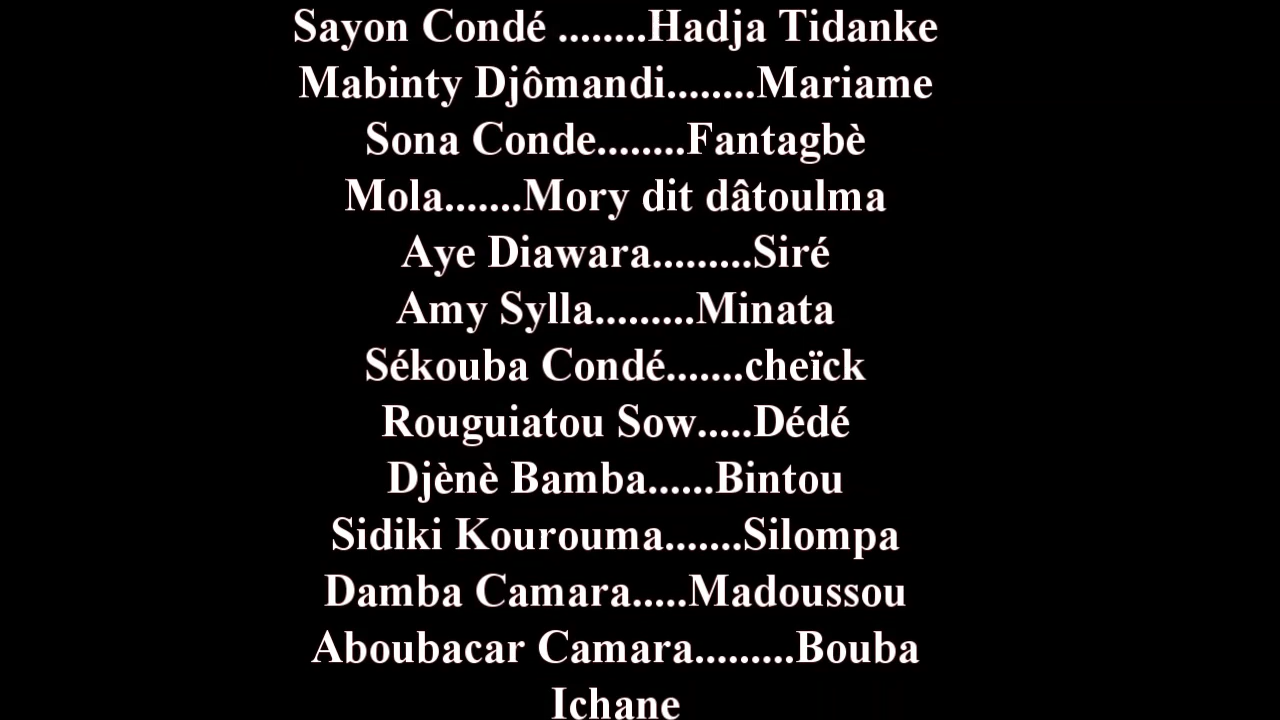 Sayon Condé ........Hadja Tidanke
Mabinty Djômandi........Mariame
Sona Conde........Fantagbè
Mola.......Mory dit dâtoulma
Aye Diawara.........Siré
Amy Sylla.........Minata
Sékouba Condé.......cheïck
Rouguiatou Sow.....Dédé
Djènè Bamba......Bintou
Sidiki Kourouma.......Silompa
Damba Camara.....Madoussou
Aboubacar Camara.........Bouba
Ichane